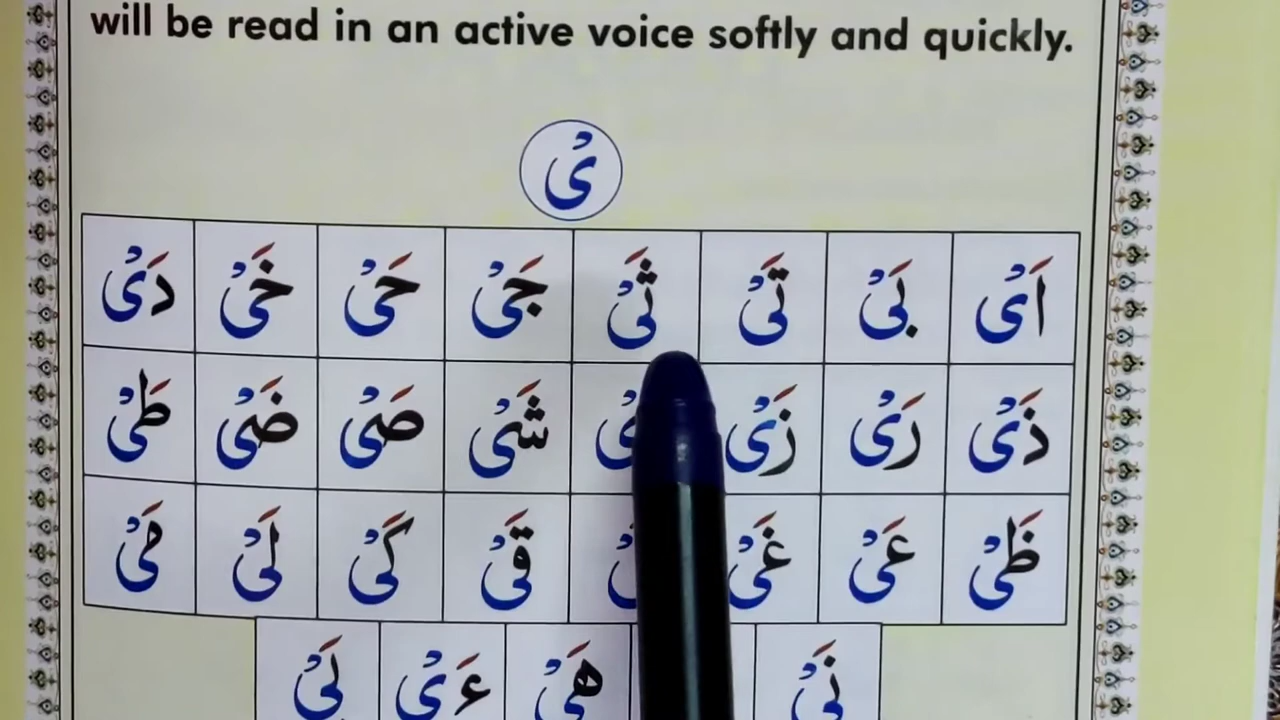 will be read in an active voice softly and quickly.
یْ
اَیْ بَیْ تَیْ ثَیْ جَیْ حَیْ خَیْ دَیْ
ذَیْ رَیْ زَیْ شَیْ صَیْ ضَیْ طَیْ
ظَیْ عَیْ غَیْ قَیْ کَیْ لَیْ مَیْ
نَیْ هَیْ ءَیْ یَیْ